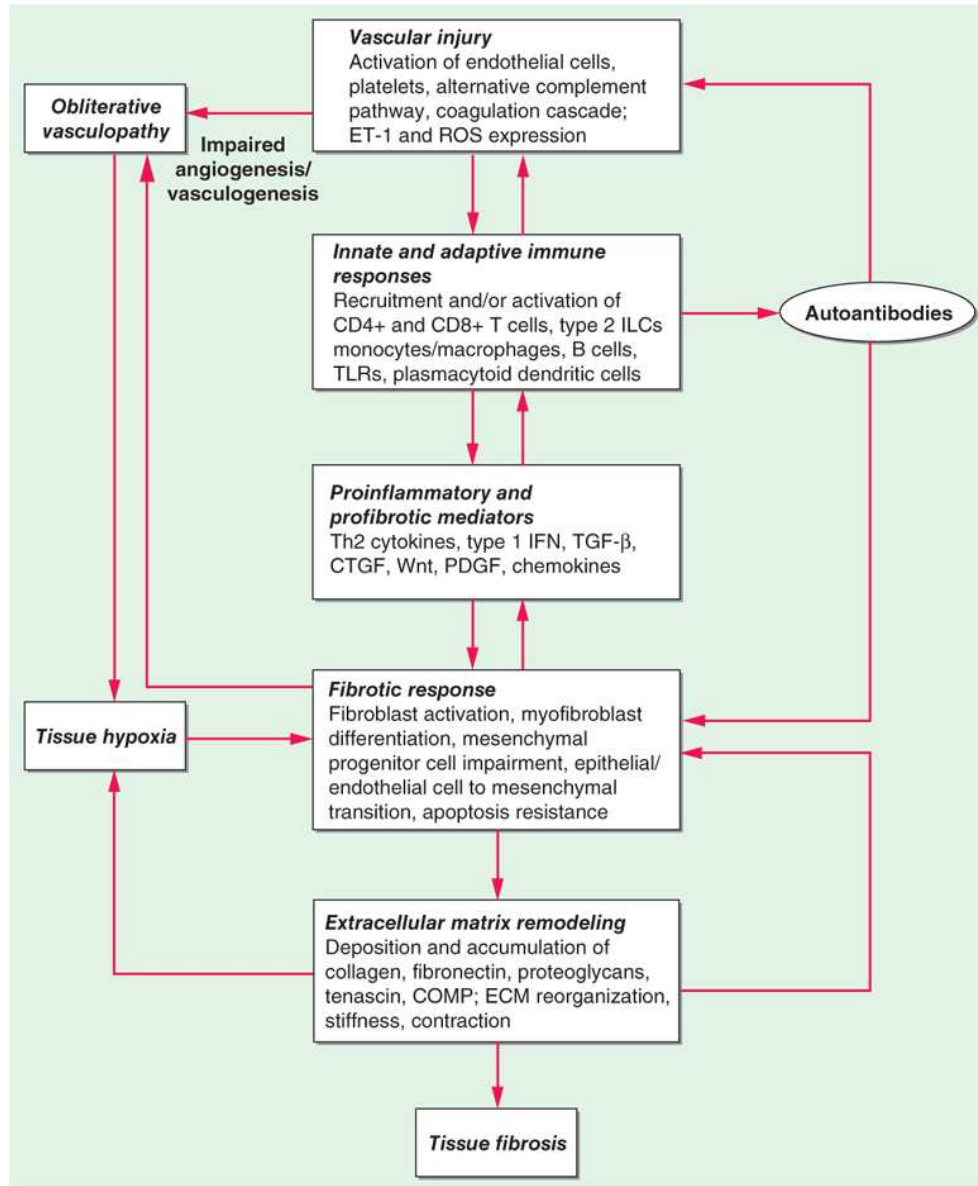 Vascular injury
Activation of endothelial cells,
platelets, alternative complement
pathway, coagulation cascade;
ET-1 and ROS expression
Obliterative
vasculopathy
Impaired
angiogenesis/
vasculogenesis
Innate and adaptive immune
responses
Recruitment and/or activation of
CD4+ and CD8+ T cells, type 2 ILCs
monocytes/macrophages, B cells,
TLRs, plasmacytoid dendritic cells
Autoantibodies
Proinflammatory and
profibrotic mediators
Th2 cytokines, type 1 IFN, TGF-β,
CTGF, Wnt, PDGF, chemokines
Fibrotic response
Fibroblast activation, myofibroblast
differentiation, mesenchymal
progenitor cell impairment, epithelial/
endothelial cell to mesenchymal
transition, apoptosis resistance
Tissue hypoxia
Extracellular matrix remodeling
Deposition and accumulation of
collagen, fibronectin, proteoglycans,
tenascin, COMP; ECM reorganization,
stiffness, contraction
Tissue fibrosis